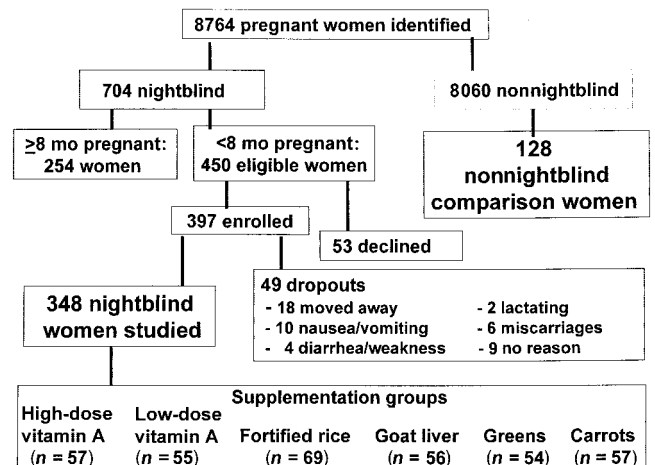 8764 pregnant women identified
704 nightblind
8060 nonnightblind
≥8 mo pregnant:
254 women
<8 mo pregnant:
450 eligible women
128
nonnightblind
comparison women
397 enrolled
53 declined
348 nightblind
women studied
49 dropouts
- 18 moved away
- 10 nausea/vomiting
- 4 diarrhea/weakness
- 2 lactating
- 6 miscarriages
- 9 no reason
Supplementation groups
High-dose
vitamin A
(n = 57)
Low-dose
vitamin A
(n = 55)
Fortified rice
(n = 69)
Goat liver
(n = 56)
Greens
(n = 54)
Carrots
(n = 57)